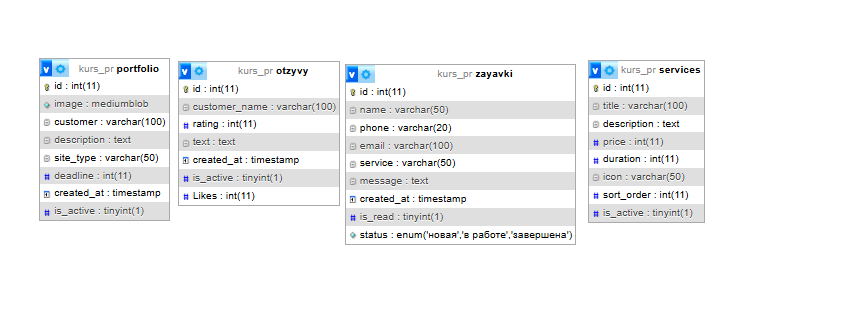 kurs_pr portfolio
id : int(11)
image : mediumblob
customer : varchar(100)
description : text
site_type : varchar(50)
deadline : int(11)
created_at : timestamp
is_active : tinyint(1)
kurs_pr otzyvy
id : int(11)
customer_name : varchar(100)
rating : int(11)
text : text
created_at : timestamp
is_active : tinyint(1)
Likes : int(11)
kurs_pr zayavki
id : int(11)
name : varchar(50)
phone : varchar(20)
email : varchar(100)
service : varchar(50)
message : text
created_at : timestamp
is_read : tinyint(1)
status : enum('новая','в работе','завершена')
kurs_pr services
id : int(11)
title : varchar(100)
description : text
price : int(11)
duration : int(11)
icon : varchar(50)
sort_order : int(11)
is_active : tinyint(1)